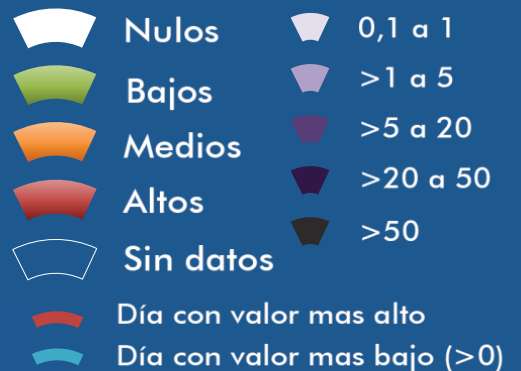 Nulos
Bajos
Medios
Altos
Sin datos
0,1 a 1
>1 a 5
>5 a 20
>20 a 50
>50
Día con valor mas alto
Día con valor mas bajo (>0)